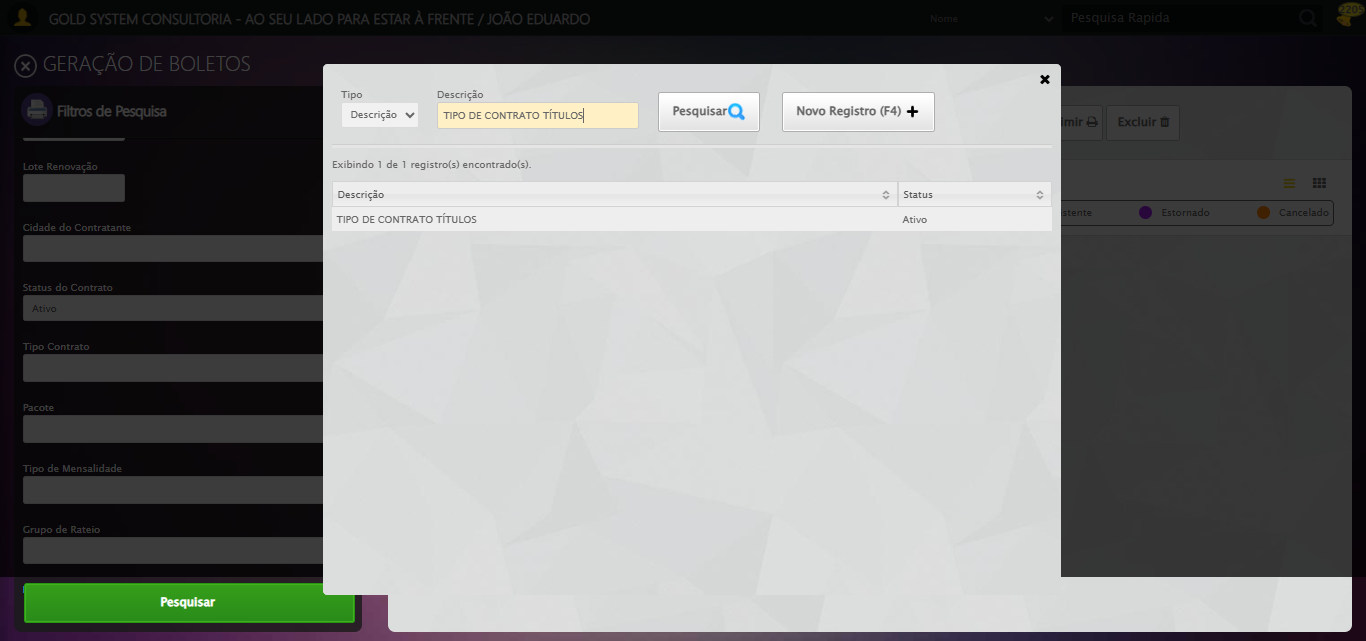 GOLD SYSTEM CONSULTORIA - AO SEU LADO PARA ESTAR À FRENTE / JOÃO EDUARDO
Nome
Pesquisa Rapida
GERAÇÃO DE BOLETOS
Filtros de Pesquisa
Lote Renovação
Cidade do Contratante
Status do Contrato
Ativo
Tipo Contrato
Pacote
Tipo de Mensalidade
Grupo de Rateio
Pesquisar
Tipo
Descrição
Descrição
TIPO DE CONTRATO TÍTULOS
Pesquisar
Novo Registro (F4)
Exibindo 1 de 1 registro(s) encontrado(s).
Descrição
Status
TIPO DE CONTRATO TÍTULOS
Ativo
Excluir
Estornado
Cancelado